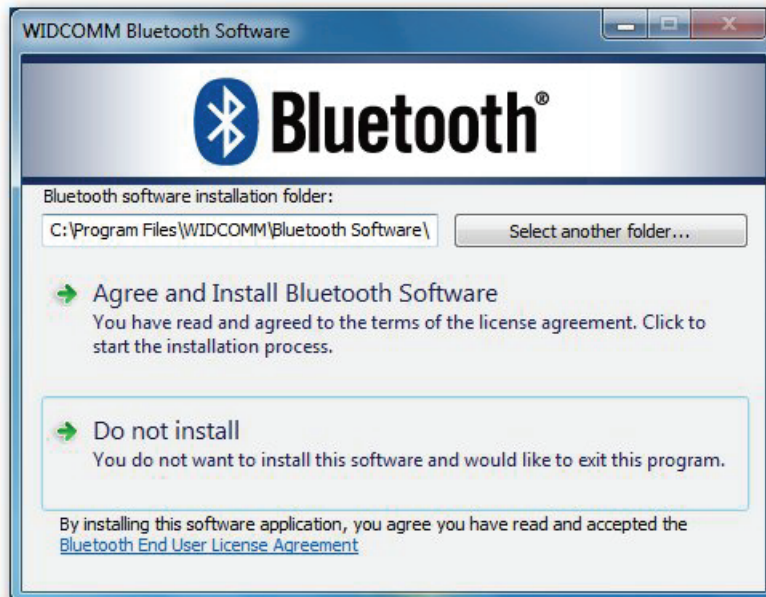 WIDCOMM Bluetooth Software
Bluetooth®
Bluetooth software installation folder:
C:\Program Files\WIDCOMM\Bluetooth Software\
Select another folder...
Agree and Install Bluetooth Software
You have read and agreed to the terms of the license agreement. Click to
start the installation process.
Do not install
You do not want to install this software and would like to exit this program.
By installing this software application, you agree you have read and accepted the
Bluetooth End User License Agreement